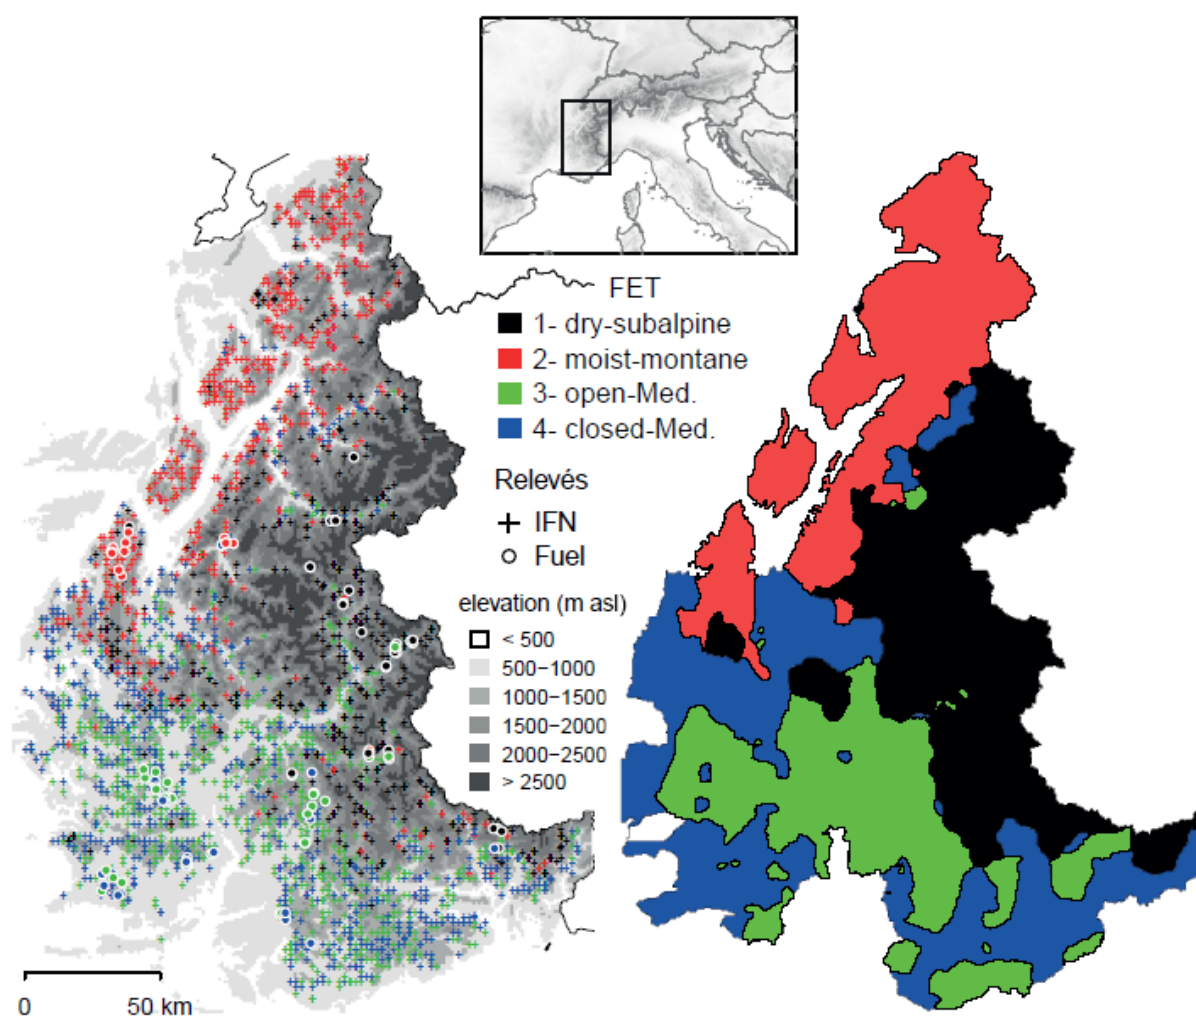 FET
1- dry-subalpine
2- moist-montane
3- open-Med.
4- closed-Med.
Relevés
IFN
Fuel
elevation (m asl)
< 500
500−1000
1000−1500
1500−2000
2000−2500
> 2500
0 50 km